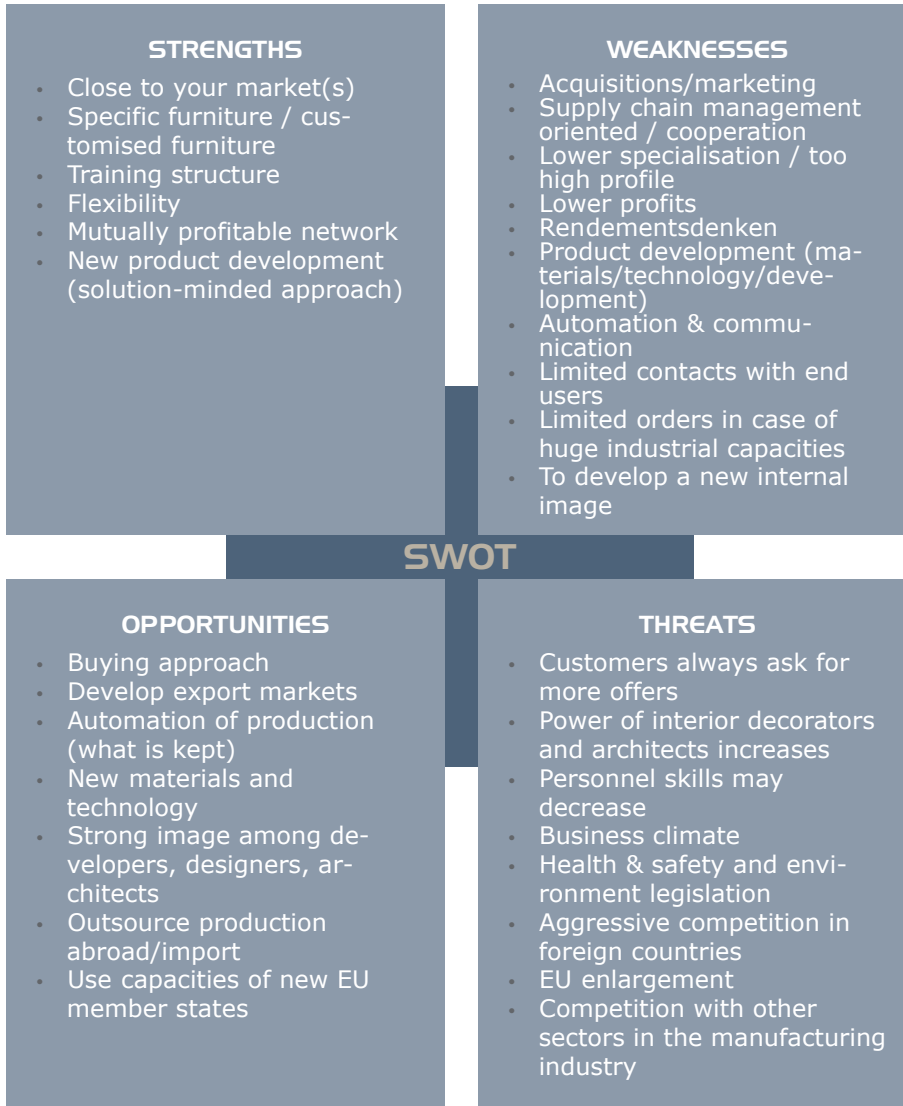 STRENGTHS
• Close to your market(s)
• Specific furniture / cus-
tomised furniture
• Training structure
• Flexibility
• Mutually profitable network
• New product development
(solution-minded approach)
WEAKNESSES
• Acquisitions/marketing
• Supply chain management
oriented / cooperation
• Lower specialisation / too
high profile
• Lower profits
• Rendementsdenken
• Product development (ma-
terials/technology/deve-
lopment)
• Automation & commu-
nication
• Limited contacts with end
users
• Limited orders in case of
huge industrial capacities
• To develop a new internal
image
SWOT
OPPORTUNITIES
• Buying approach
• Develop export markets
• Automation of production
(what is kept)
• New materials and
technology
• Strong image among de-
velopers, designers, ar-
chitects
• Outsource production
abroad/import
• Use capacities of new EU
member states
THREATS
• Customers always ask for
more offers
• Power of interior decorators
and architects increases
• Personnel skills may
decrease
• Business climate
• Health & safety and envi-
ronment legislation
• Aggressive competition in
foreign countries
• EU enlargement
• Competition with other
sectors in the manufacturing
industry